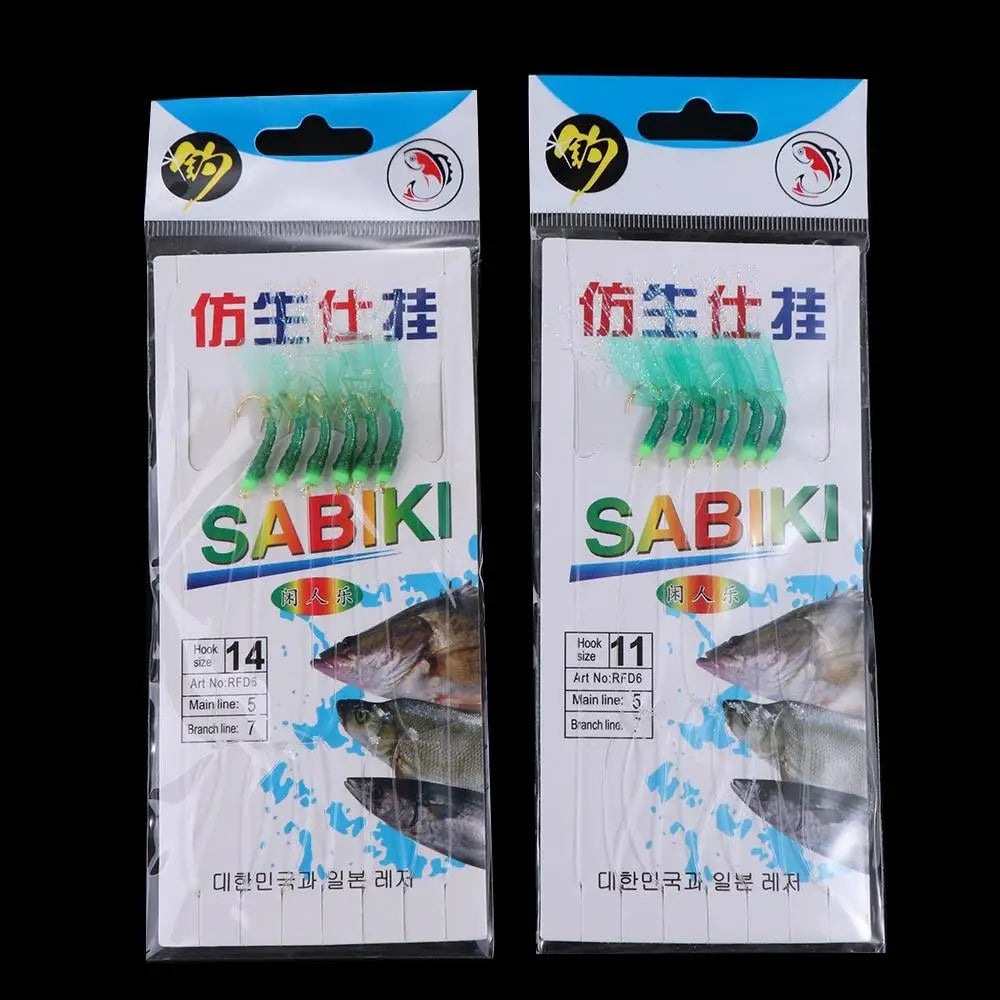 钓
仿生仕挂
SABIKI
闲人乐
Hook size 14
Art No:RFD6
Main line: 5
Branch line: 7
대한민국과 일본 레저
钓
仿生仕挂
SABIKI
闲人乐
Hook size 11
Art No:RFD6
Main line: 5
Branch line:
대한민국과 일본 레저